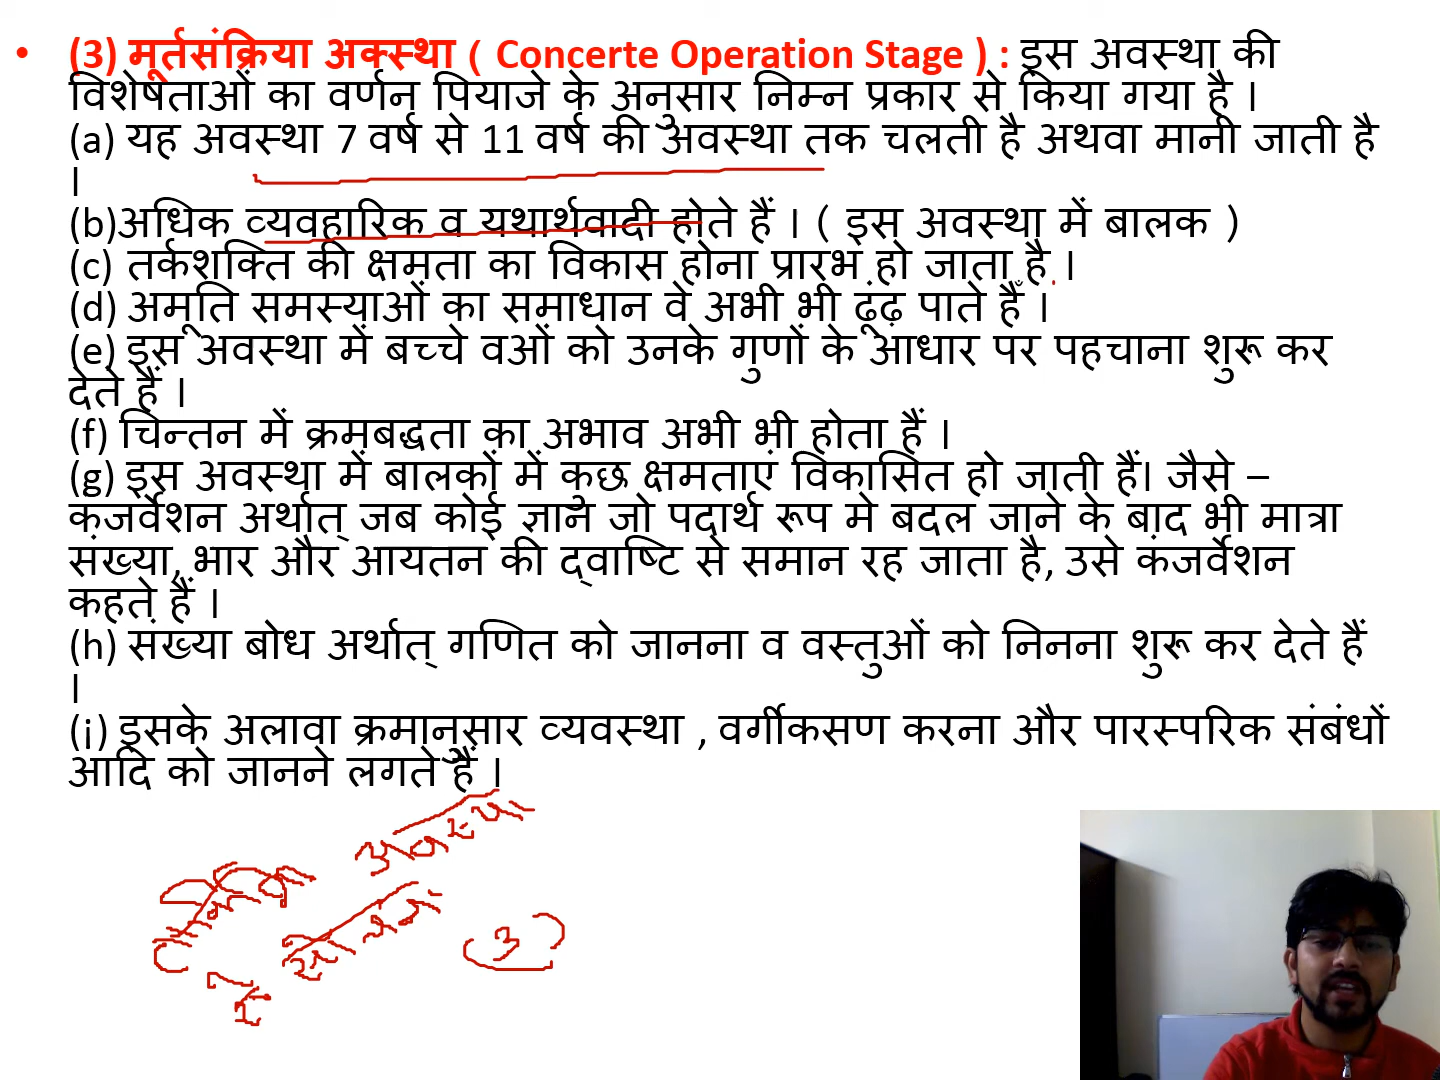 • (3) मूर्तसंक्रिया अक्स्था ( Concerte Operation Stage ) : इस अवस्था की
विशेषताओं का वर्णन पियाजे के अनुसार निम्न प्रकार से किया गया है ।
(a) यह अवस्था 7 वर्ष से 11 वर्ष की अवस्था तक चलती है अथवा मानी जाती है
।
(b)अधिक व्यवहारिक व यथार्थवादी होते हैं । ( इस अवस्था में बालक )
(c) तर्कशक्ति की क्षमता का विकास होना प्रारंभ हो जाता है ।
(d) अमूति समस्याओं का समाधान वे अभी भी ढूंढ़ पाते हैँ ।
(e) इस अवस्था में बच्चे वओं को उनके गुणों के आधार पर पहचाना शुरू कर
देते हैं ।
(f) चिन्तन में क्रमबद्धता का अभाव अभी भी होता हैं ।
(g) इस अवस्था में बालकों में कुछ क्षमताएं विकासित हो जाती हैं। जैसे –
कंजर्वेशन अर्थात् जब कोई ज्ञान जो पदार्थ रूप मे बदल जाने के बाद भी मात्रा
संख्या, भार और आयतन की द्वाष्टि से समान रह जाता है, उसे कंजर्वेशन
कहते हैं ।
(h) संख्या बोध अर्थात् गणित को जानना व वस्तुओं को निनना शुरू कर देते हैं
।
(i) इसके अलावा क्रमानुसार व्यवस्था , वर्गीकसण करना और पारस्परिक संबंधों
आदि को जानने लगते हैं ।
अवस्था
(3)